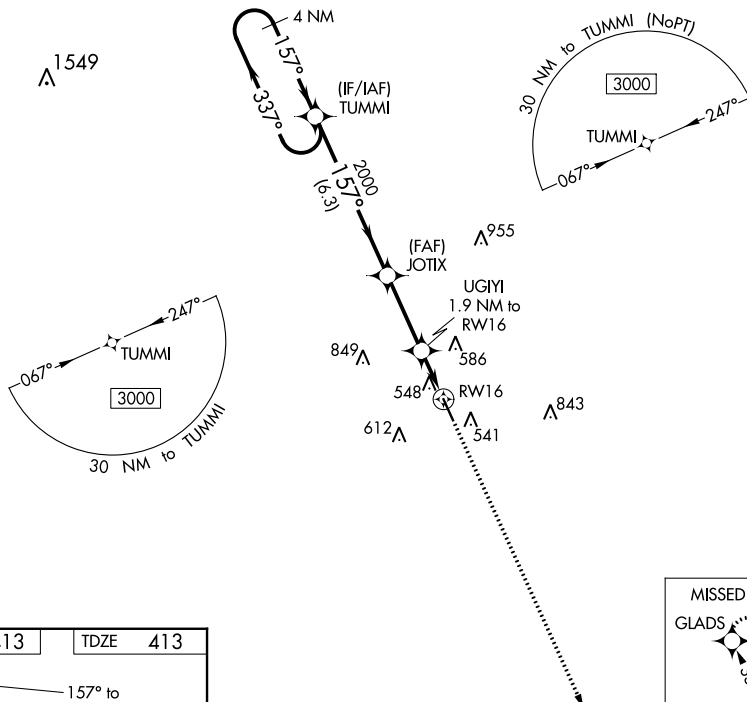 4 NM
1549
157°
337°
(IF/IAF)
TUMMI
30 NM to TUMMI (NoPT)
3000
TUMMI
247°
067°
2000
157°
(6.3)
955
(FAF)
JOTIX
UGIYI
1.9 NM to
RW16
247°
067°
TUMMI
3000
30 NM to TUMMI
849
586
548
RW16
843
612
541
MISSED
GLADS
13
TDZE 413
157° to